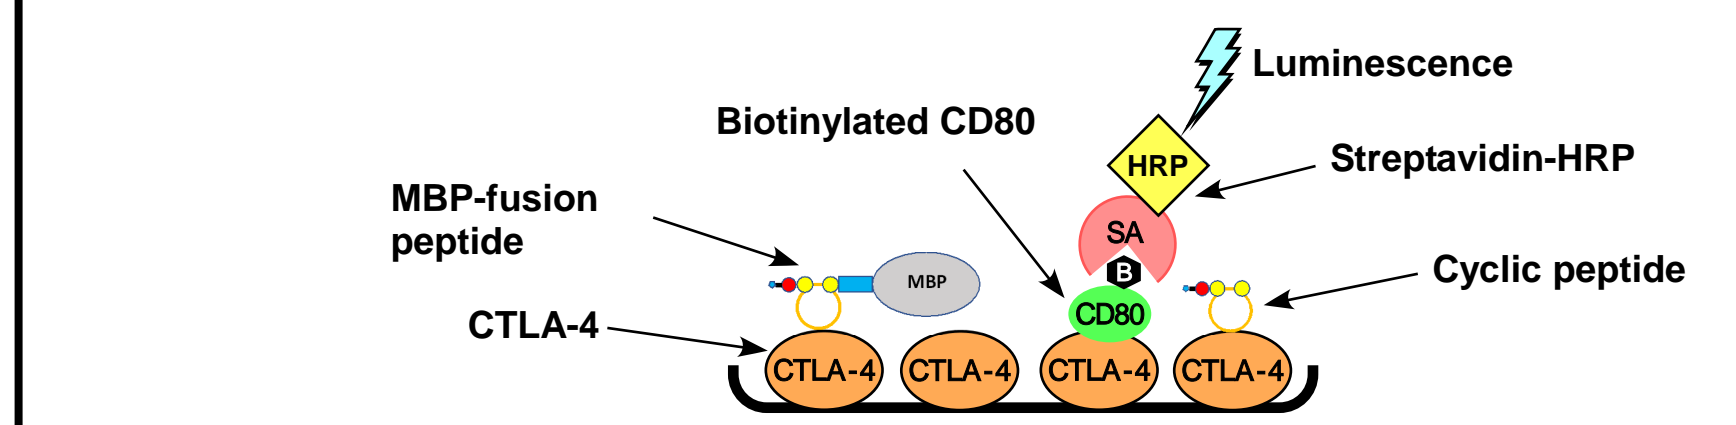 Luminescence
Biotinylated CD80
HRP
Streptavidin-HRP
MBP-fusion
peptide
SA
B
Cyclic peptide
MBP
CD80
CTLA-4
CTLA-4
CTLA-4
CTLA-4
CTLA-4